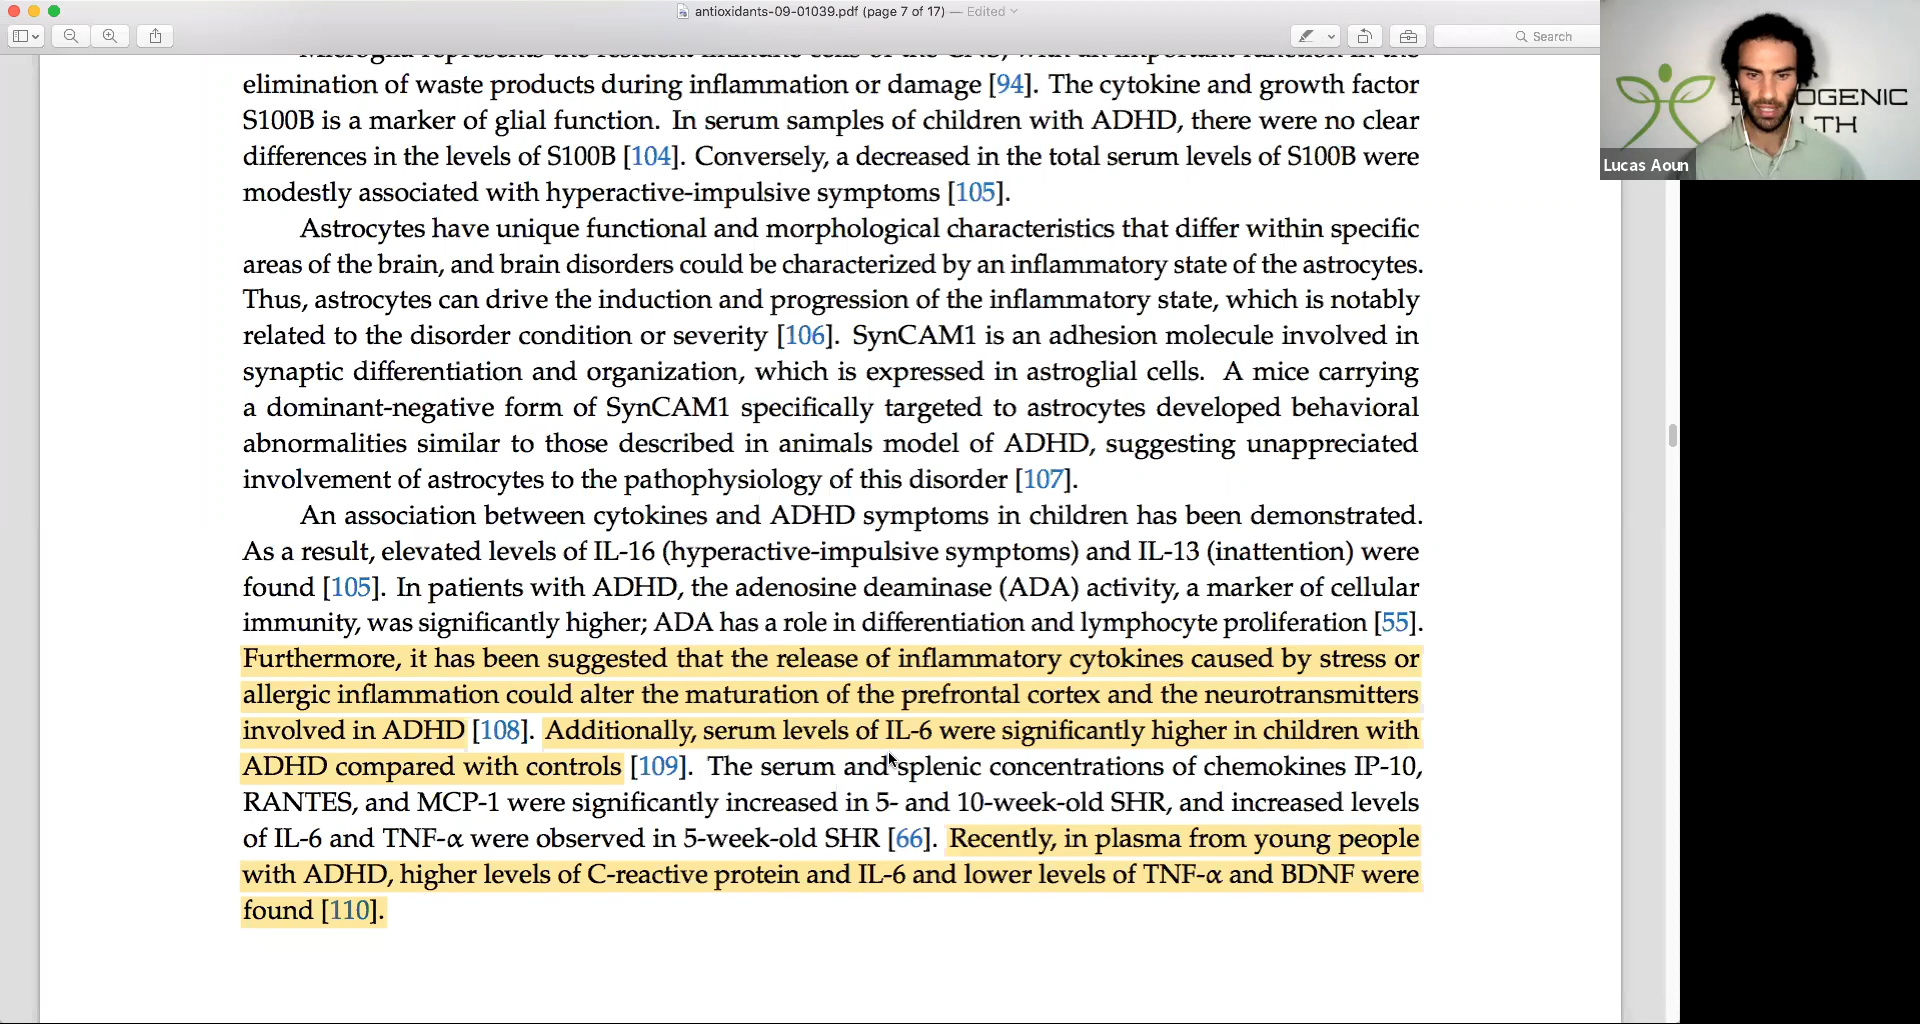 antioxidants-09-01039.pdf (page 7 of 17) — Edited
Search
Microglia represents the resident immune cells of the CNS, with an important function in the
elimination of waste products during inflammation or damage [94]. The cytokine and growth factor
S100B is a marker of glial function. In serum samples of children with ADHD, there were no clear
differences in the levels of S100B [104]. Conversely, a decreased in the total serum levels of S100B were
modestly associated with hyperactive-impulsive symptoms [105].
Astrocytes have unique functional and morphological characteristics that differ within specific
areas of the brain, and brain disorders could be characterized by an inflammatory state of the astrocytes.
Thus, astrocytes can drive the induction and progression of the inflammatory state, which is notably
related to the disorder condition or severity [106]. SynCAM1 is an adhesion molecule involved in
synaptic differentiation and organization, which is expressed in astroglial cells. A mice carrying
a dominant-negative form of SynCAM1 specifically targeted to astrocytes developed behavioral
abnormalities similar to those described in animals model of ADHD, suggesting unappreciated
involvement of astrocytes to the pathophysiology of this disorder [107].
An association between cytokines and ADHD symptoms in children has been demonstrated.
As a result, elevated levels of IL-16 (hyperactive-impulsive symptoms) and IL-13 (inattention) were
found [105]. In patients with ADHD, the adenosine deaminase (ADA) activity, a marker of cellular
immunity, was significantly higher; ADA has a role in differentiation and lymphocyte proliferation [55].
Furthermore, it has been suggested that the release of inflammatory cytokines caused by stress or
allergic inflammation could alter the maturation of the prefrontal cortex and the neurotransmitters
involved in ADHD [108]. Additionally, serum levels of IL-6 were significantly higher in children with
ADHD compared with controls [109]. The serum and splenic concentrations of chemokines IP-10,
RANTES, and MCP-1 were significantly increased in 5- and 10-week-old SHR, and increased levels
of IL-6 and TNF-α were observed in 5-week-old SHR [66]. Recently, in plasma from young people
with ADHD, higher levels of C-reactive protein and IL-6 and lower levels of TNF-α and BDNF were
found [110].
OGENIC
LTH
Lucas Aoun